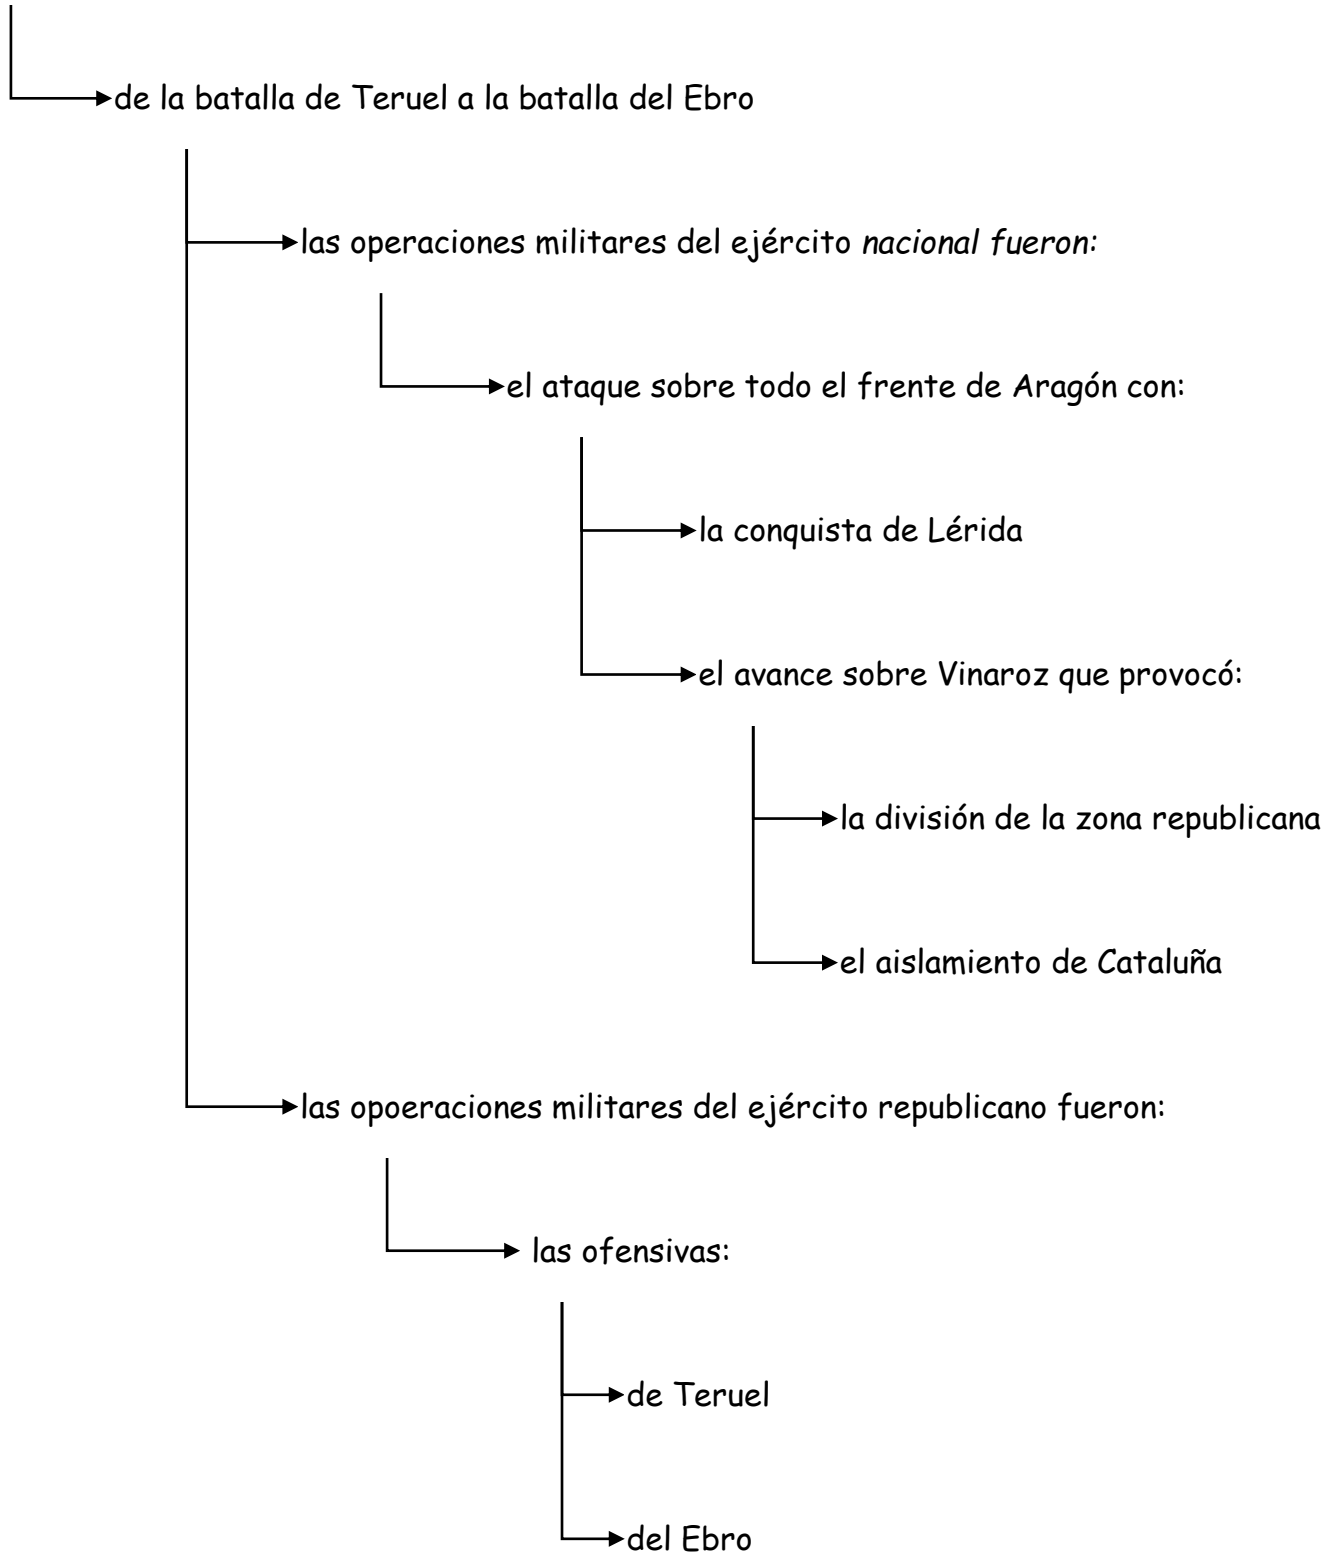 de la batalla de Teruel a la batalla del Ebro
las operaciones militares del ejército nacional fueron:
el ataque sobre todo el frente de Aragón con:
la conquista de Lérida
el avance sobre Vinaroz que provocó:
la división de la zona republicana
el aislamiento de Cataluña
las opoeraciones militares del ejército republicano fueron:
las ofensivas:
de Teruel
del Ebro